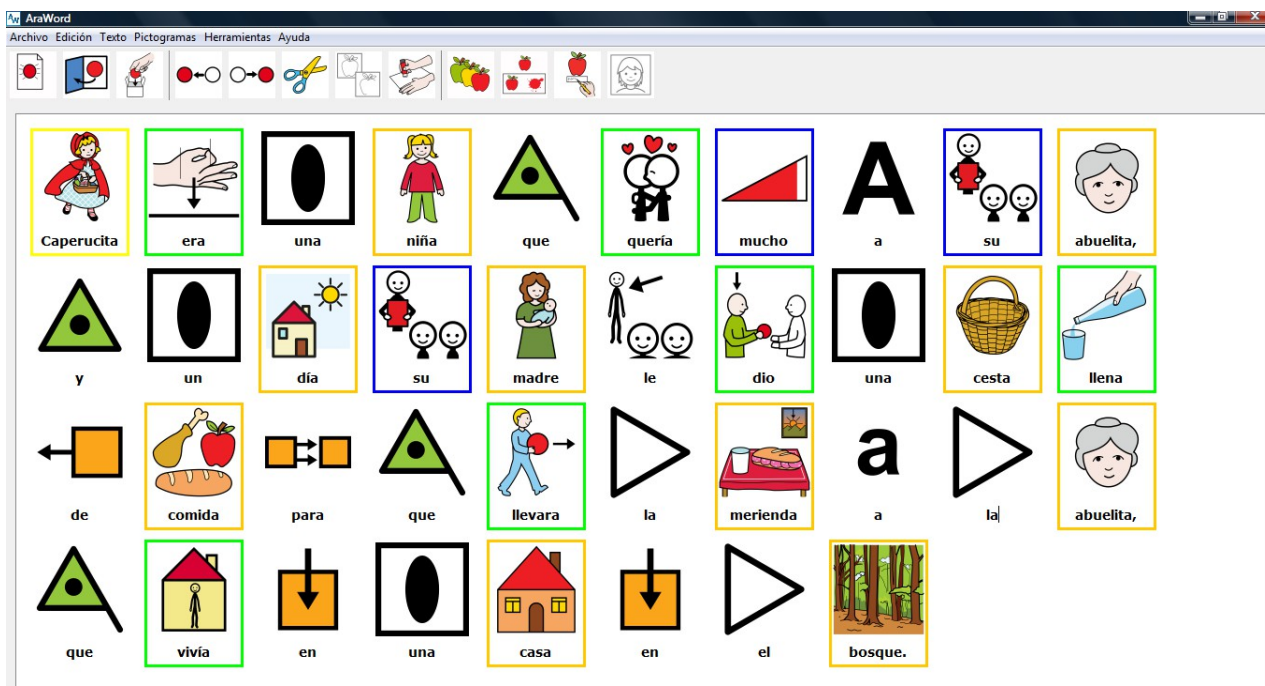 AraWord
Archivo Edición Texto Pictogramas Herramientas Ayuda
A
Caperucita era una niña que quería mucho a su abuelita,
y un día su madre le dio una cesta llena
a
de comida para que llevara la merienda a la abuelita,
que vivía en una casa en el bosque.